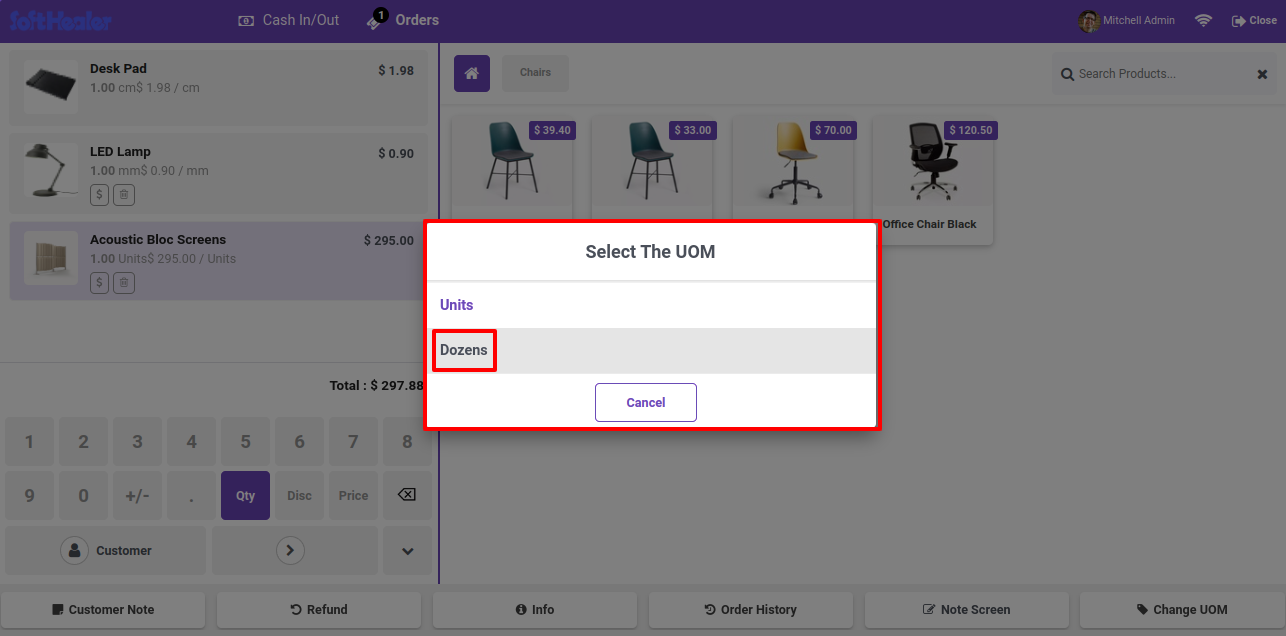 SoftHealer
Cash In/Out
1
Orders
Mitchell Admin
Close
Desk Pad
$ 1.98
1.00 cm$ 1.98 / cm
LED Lamp
$ 0.90
1.00 mm$ 0.90 / mm
$
Acoustic Bloc Screens
$ 295.00
1.00 Units$ 295.00 / Units
$
Total : $ 297.88
1 2 3 4 5 6 7 8
9 0 +/- . Qty Disc Price
Customer
Chairs
Search Products...
$ 39.40
$ 33.00
$ 70.00
$ 120.50
Office Chair Black
Select The UOM
Units
Dozens
Cancel
Customer Note
Refund
Info
Order History
Note Screen
Change UOM